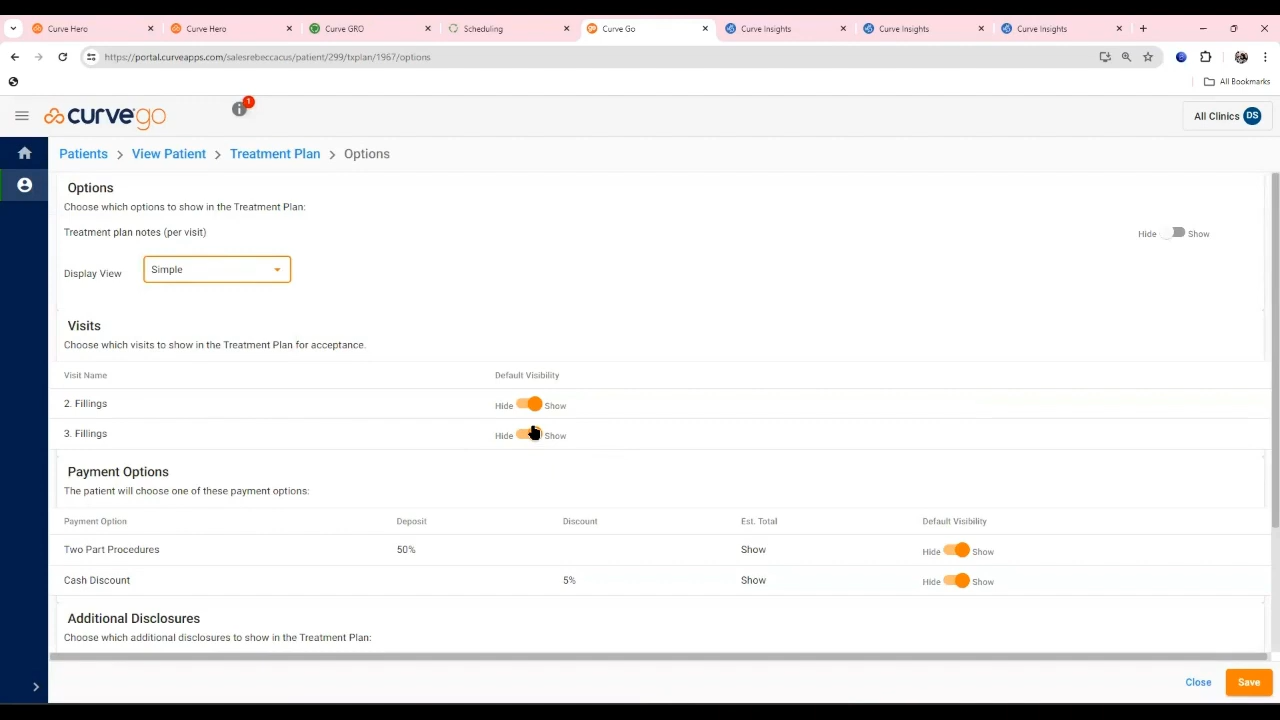 Curve Hero
Curve Hero
Curve GRO
Scheduling
Curve Go
Curve Insights
Curve Insights
Curve Insights
https://portal.curveapps.com/salesrebeccacus/patient/299/txplan/1967/options
All Bookmarks
curve go
1
All Clinics DS
Patients > View Patient > Treatment Plan > Options
Options
Choose which options to show in the Treatment Plan:
Treatment plan notes (per visit)
Hide Show
Display View Simple
Visits
Choose which visits to show in the Treatment Plan for acceptance.
Visit Name Default Visibility
2. Fillings Hide Show
3. Fillings Hide Show
Payment Options
The patient will choose one of these payment options:
Payment Option Deposit Discount Est. Total Default Visibility
Two Part Procedures 50% Show Hide Show
Cash Discount 5% Show Hide Show
Additional Disclosures
Choose which additional disclosures to show in the Treatment Plan:
Close Save